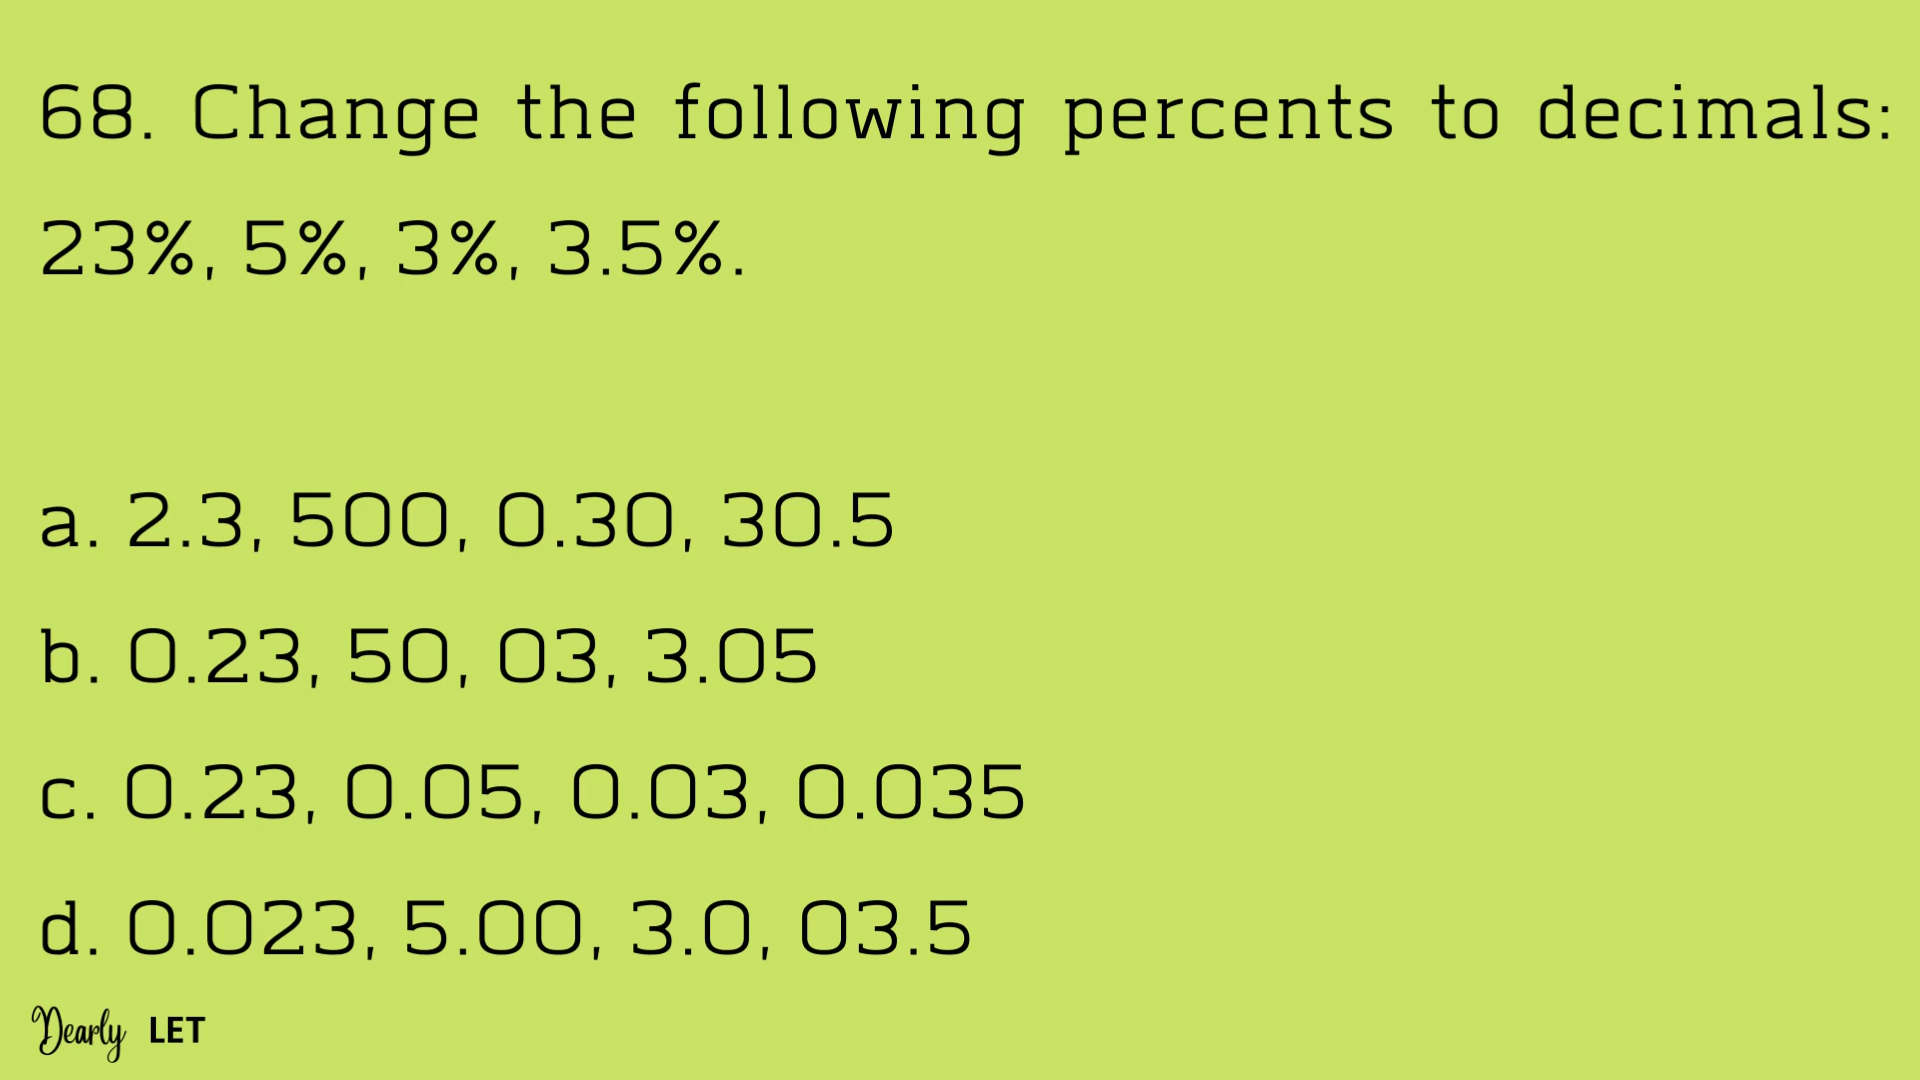 68. Change the following percents to decimals:
23%, 5%, 3%, 3.5%.
a. 2.3, 500, 0.30, 30.5
b. 0.23, 50, 03, 3.05
c. 0.23, 0.05, 0.03, 0.035
d. 0.023, 5.00, 3.0, 03.5
Dearly LET